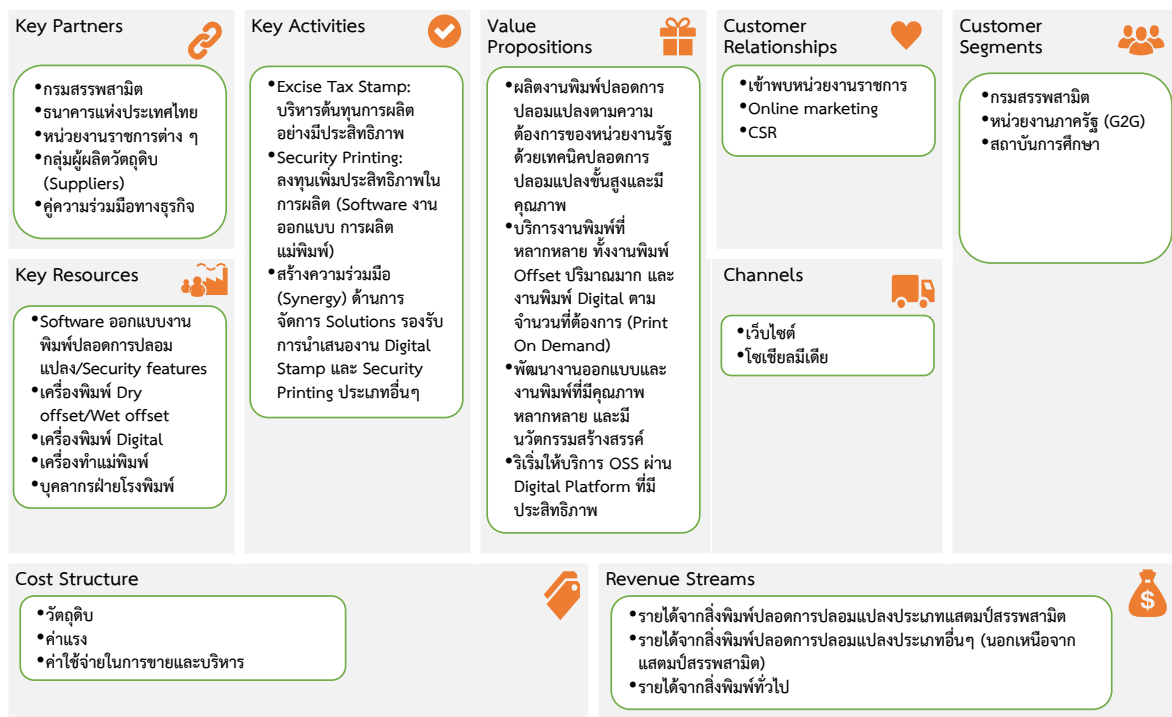 Key Partners
•กรมสรรพสามิต
•ธนาคารแห่งประเทศไทย
•หน่วยงานราชการต่าง ๆ
•กลุ่มผู้ผลิตวัตถุดิบ
(Suppliers)
•คู่ความร่วมมือทางธุรกิจ
Key Activities
•Excise Tax Stamp:
บริหารต้นทุนการผลิต
อย่างมีประสิทธิภาพ
•Security Printing:
ลงทุนเพิ่มประสิทธิภาพใน
การผลิต (Software งาน
ออกแบบ การผลิต
แม่พิมพ์)
•สร้างความร่วมมือ
(Synergy) ด้านการ
จัดการ Solutions รองรับ
การนำเสนองาน Digital
Stamp และ Security
Printing ประเภทอื่นๆ
Value
Propositions
•ผลิตงานพิมพ์ปลอดการ
ปลอมแปลงตามความ
ต้องการของหน่วยงานรัฐ
ด้วยเทคนิคปลอดการ
ปลอมแปลงขั้นสูงและมี
คุณภาพ
•บริการงานพิมพ์ที่
หลากหลาย ทั้งงานพิมพ์
Offset ปริมาณมาก และ
งานพิมพ์ Digital ตาม
จำนวนที่ต้องการ (Print
On Demand)
•พัฒนางานออกแบบและ
งานพิมพ์ที่มีคุณภาพ
หลากหลาย และมี
นวัตกรรมสร้างสรรค์
•ริเริ่มให้บริการ OSS ผ่าน
Digital Platform ที่มี
ประสิทธิภาพ
Customer
Relationships
•เข้าพบหน่วยงานราชการ
•Online marketing
•CSR
Customer
Segments
•กรมสรรพสามิต
•หน่วยงานภาครัฐ (G2G)
•สถาบันการศึกษา
Key Resources
•Software ออกแบบงาน
พิมพ์ปลอดการปลอม
แปลง/Security features
•เครื่องพิมพ์ Dry
offset/Wet offset
•เครื่องพิมพ์ Digital
•เครื่องทำแม่พิมพ์
•บุคลากรฝ่ายโรงพิมพ์
Channels
•เว็บไซต์
•โซเชียลมีเดีย
Cost Structure
•วัตถุดิบ
•ค่าแรง
•ค่าใช้จ่ายในการขายและบริหาร
Revenue Streams
$
•รายได้จากสิ่งพิมพ์ปลอดการปลอมแปลงประเภทแสตมป์สรรพสามิต
•รายได้จากสิ่งพิมพ์ปลอดการปลอมแปลงประเภทอื่นๆ (นอกเหนือจาก
แสตมป์สรรพสามิต)
•รายได้จากสิ่งพิมพ์ทั่วไป